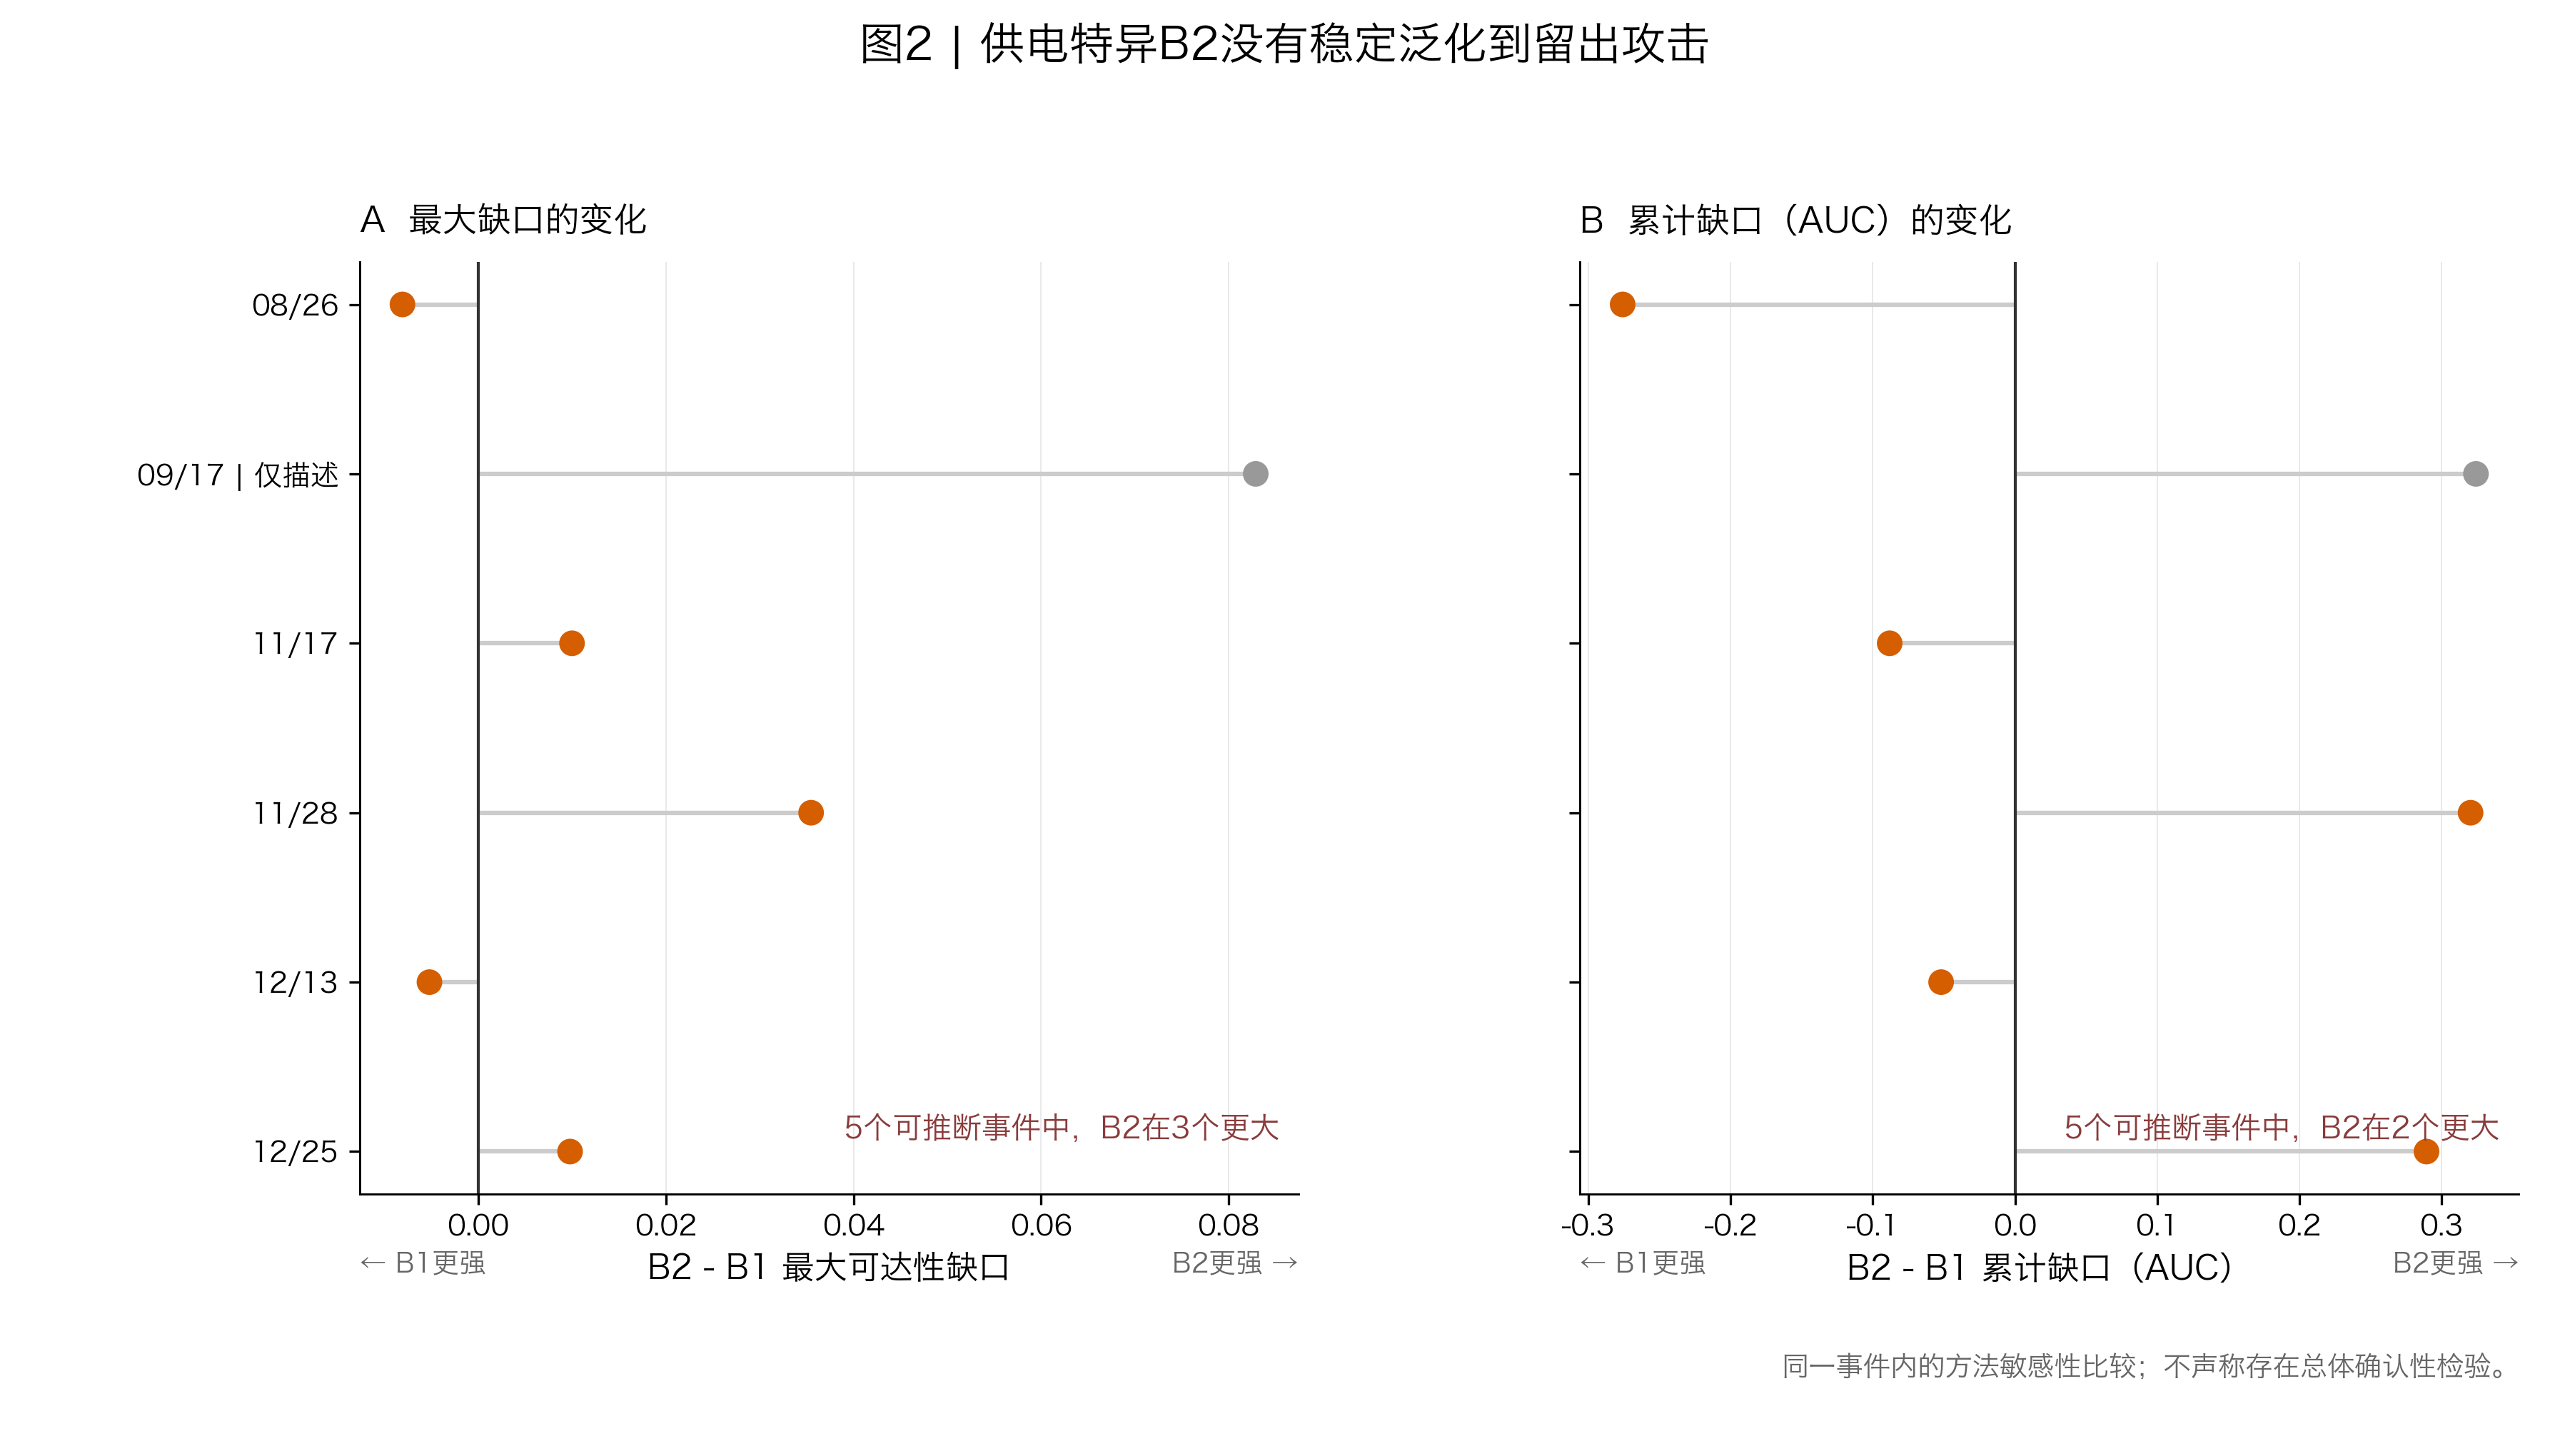 图2 | 供电特异B2没有稳定泛化到留出攻击
A 最大缺口的变化
08/26
09/17 | 仅描述
11/17
11/28
12/13
12/25
5个可推断事件中，B2在3个更大
0.00 0.02 0.04 0.06 0.08
← B1更强 B2 - B1 最大可达性缺口 B2更强 →
B 累计缺口（AUC）的变化
5个可推断事件中，B2在2个更大
-0.3 -0.2 -0.1 0.0 0.1 0.2 0.3
← B1更强 B2 - B1 累计缺口（AUC） B2更强 →
同一事件内的方法敏感性比较；不声称存在总体确认性检验。